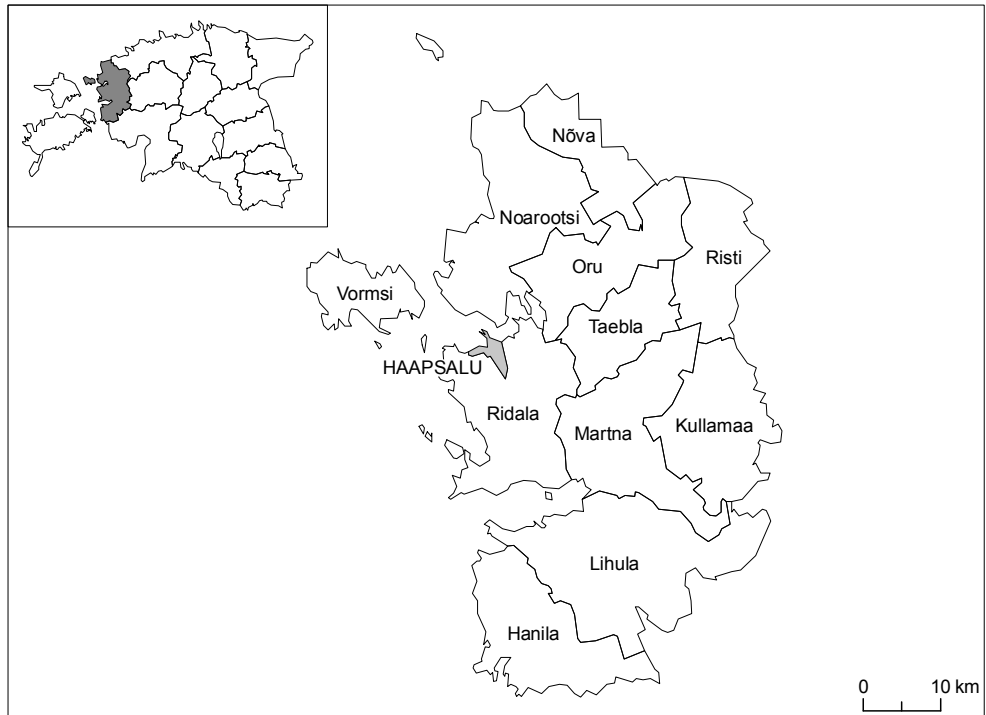 Nõva
Noarootsi
Risti
Oru
Vormsi
Taebla
HAAPSALU
Ridala
Kullamaa
Martna
Lihula
Hanila
0 10 km